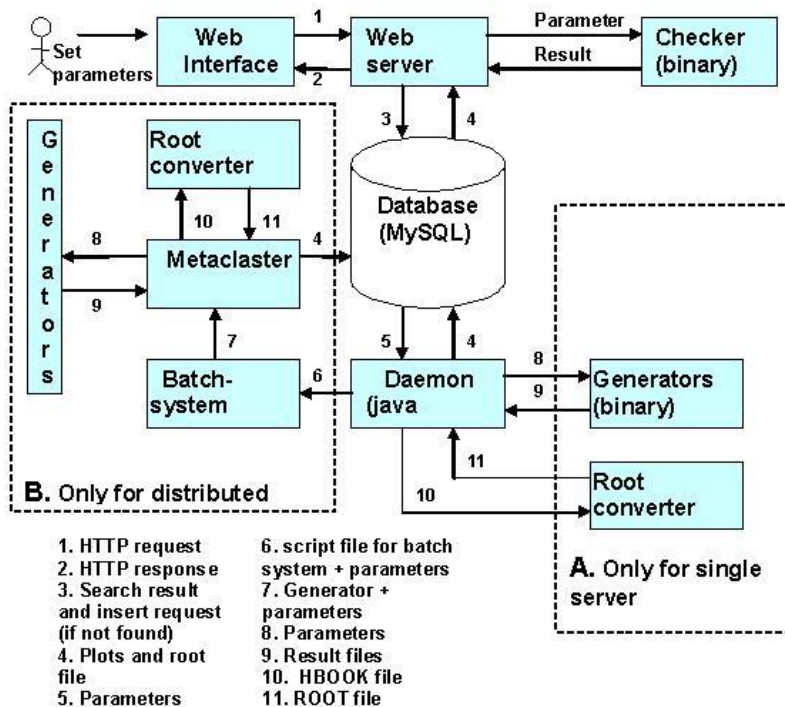 1
Parameter
Set
parameters
Web
Interface
Web
server
Checker
(binary)
2
Result
3
4
Generators
Root
converter
10
11
8
Metaclaster
4
9
Database
(MySQL)
7
5
4
Batch-
system
6
Daemon
(java
8
9
Generators
(binary)
11
10
Root
converter
B. Only for distributed
A. Only for single
server
1. HTTP request
2. HTTP response
3. Search result
and insert request
(if not found)
4. Plots and root
file
5. Parameters
6. script file for batch
system + parameters
7. Generator +
parameters
8. Parameters
9. Result files
10. HBOOK file
11. ROOT file